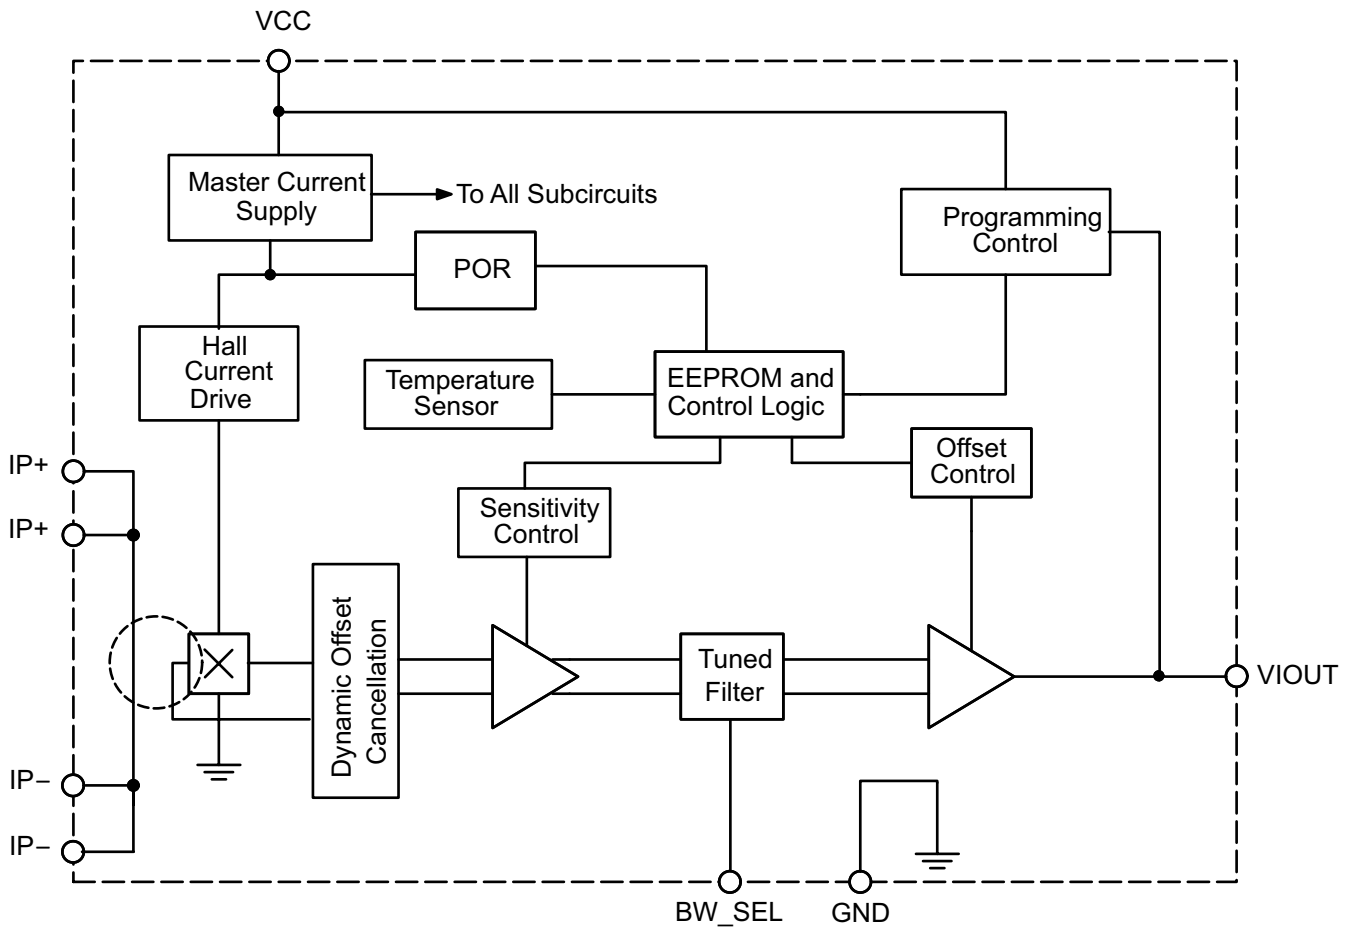 VCC
Master Current
Supply
To All Subcircuits
Programming
Control
POR
Hall
Current
Drive
Temperature
Sensor
EEPROM and
Control Logic
Offset
Control
IP+
IP+
Sensitivity
Control
Dynamic Offset
Cancellation
Tuned
Filter
VIOUT
IP–
IP–
BW_SEL
GND